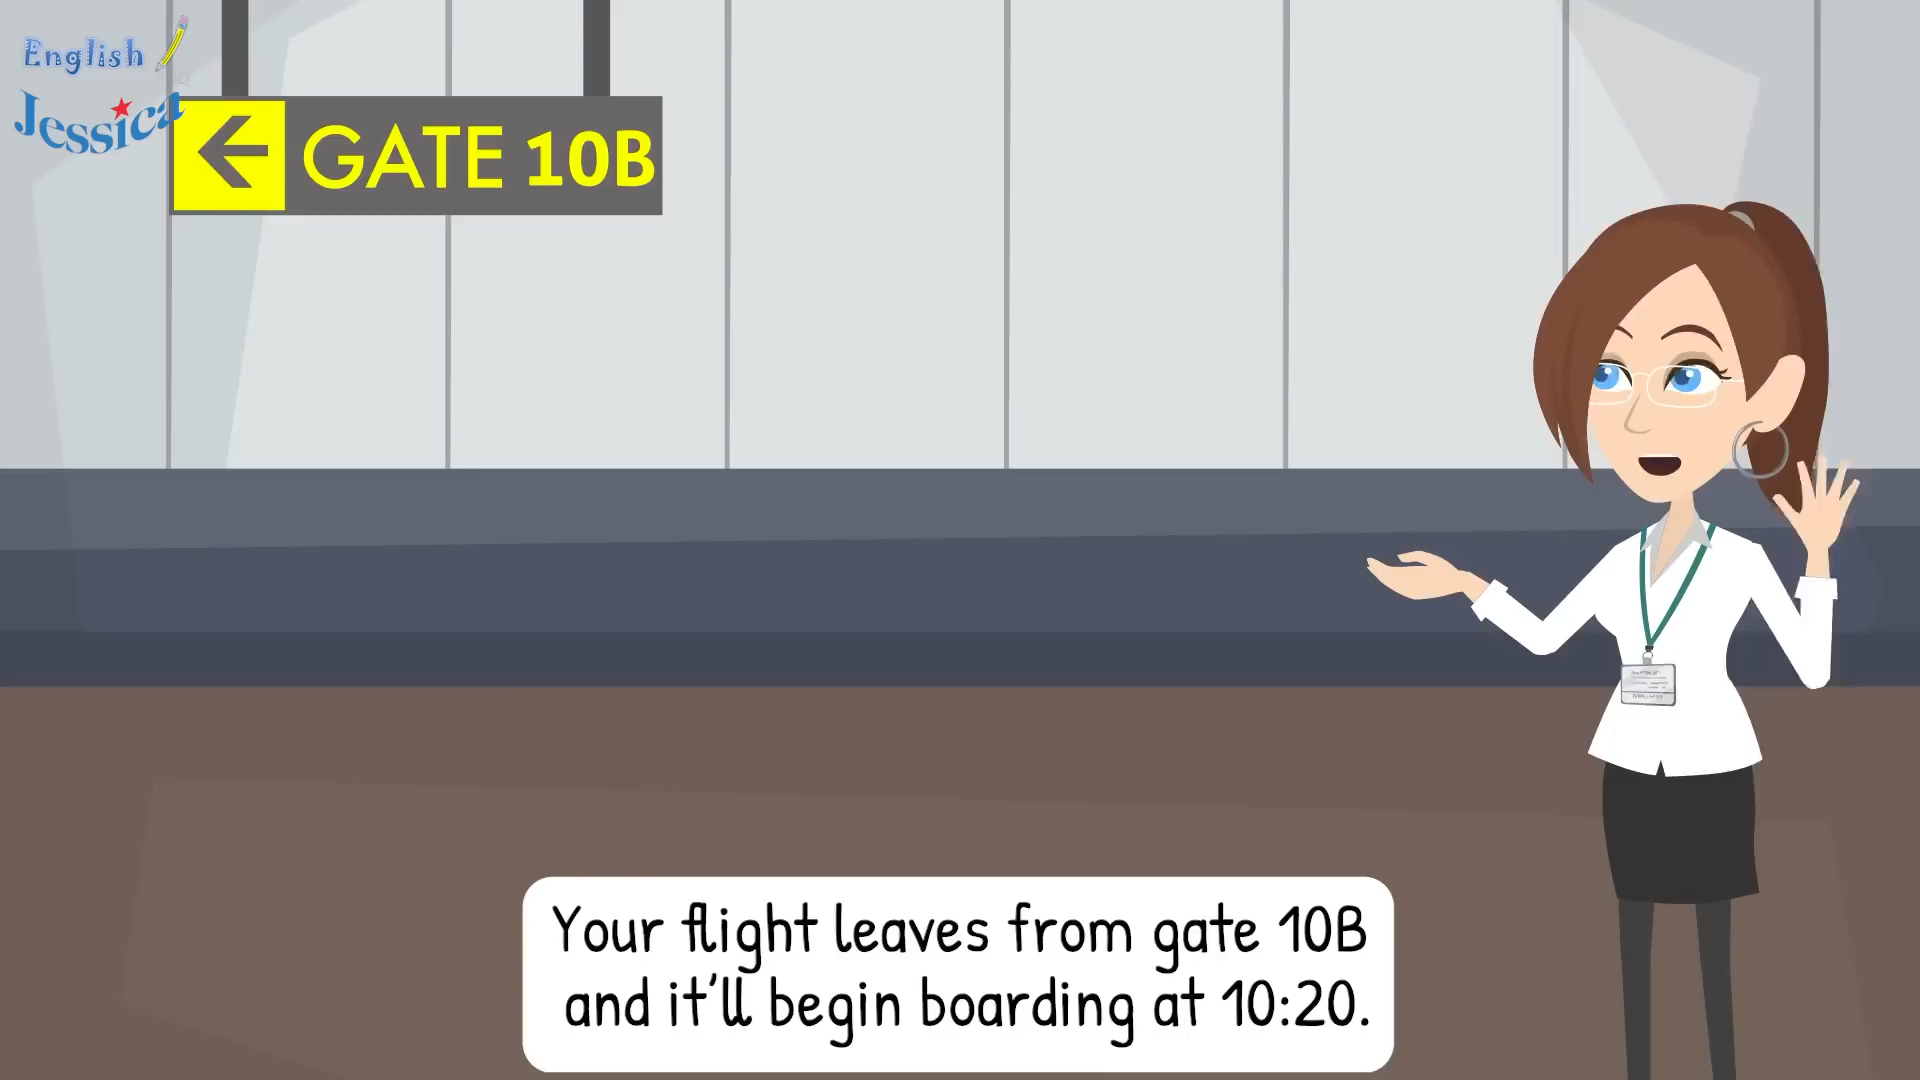 English
Jessica
GATE 10B
Your flight leaves from gate 10B
and it'll begin boarding at 10:20.